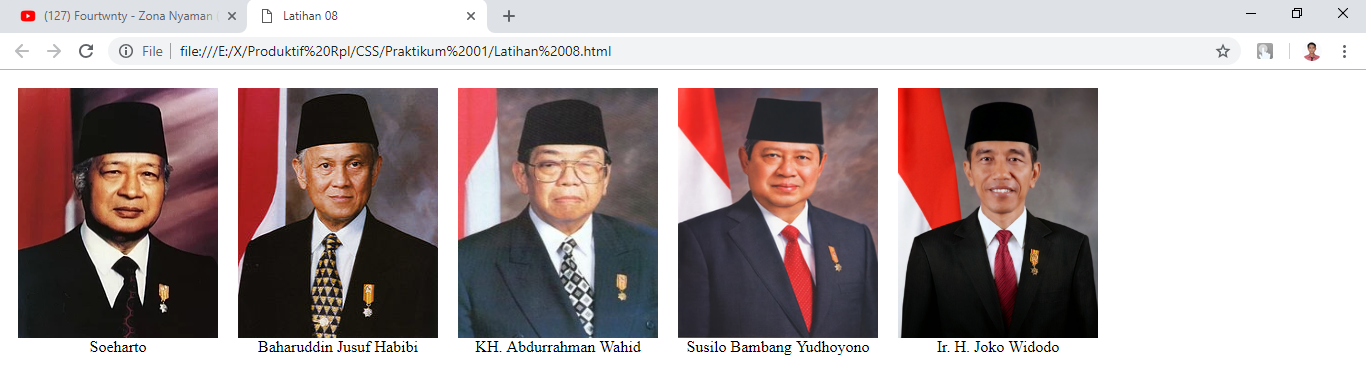 (127) Fourtwnty - Zona Nyaman
Latihan 08
File
file:///E:/X/Produktif%20Rpl/CSS/Praktikum%2001/Latihan%2008.html
Soeharto
Baharuddin Jusuf Habibi
KH. Abdurrahman Wahid
Susilo Bambang Yudhoyono
Ir. H. Joko Widodo